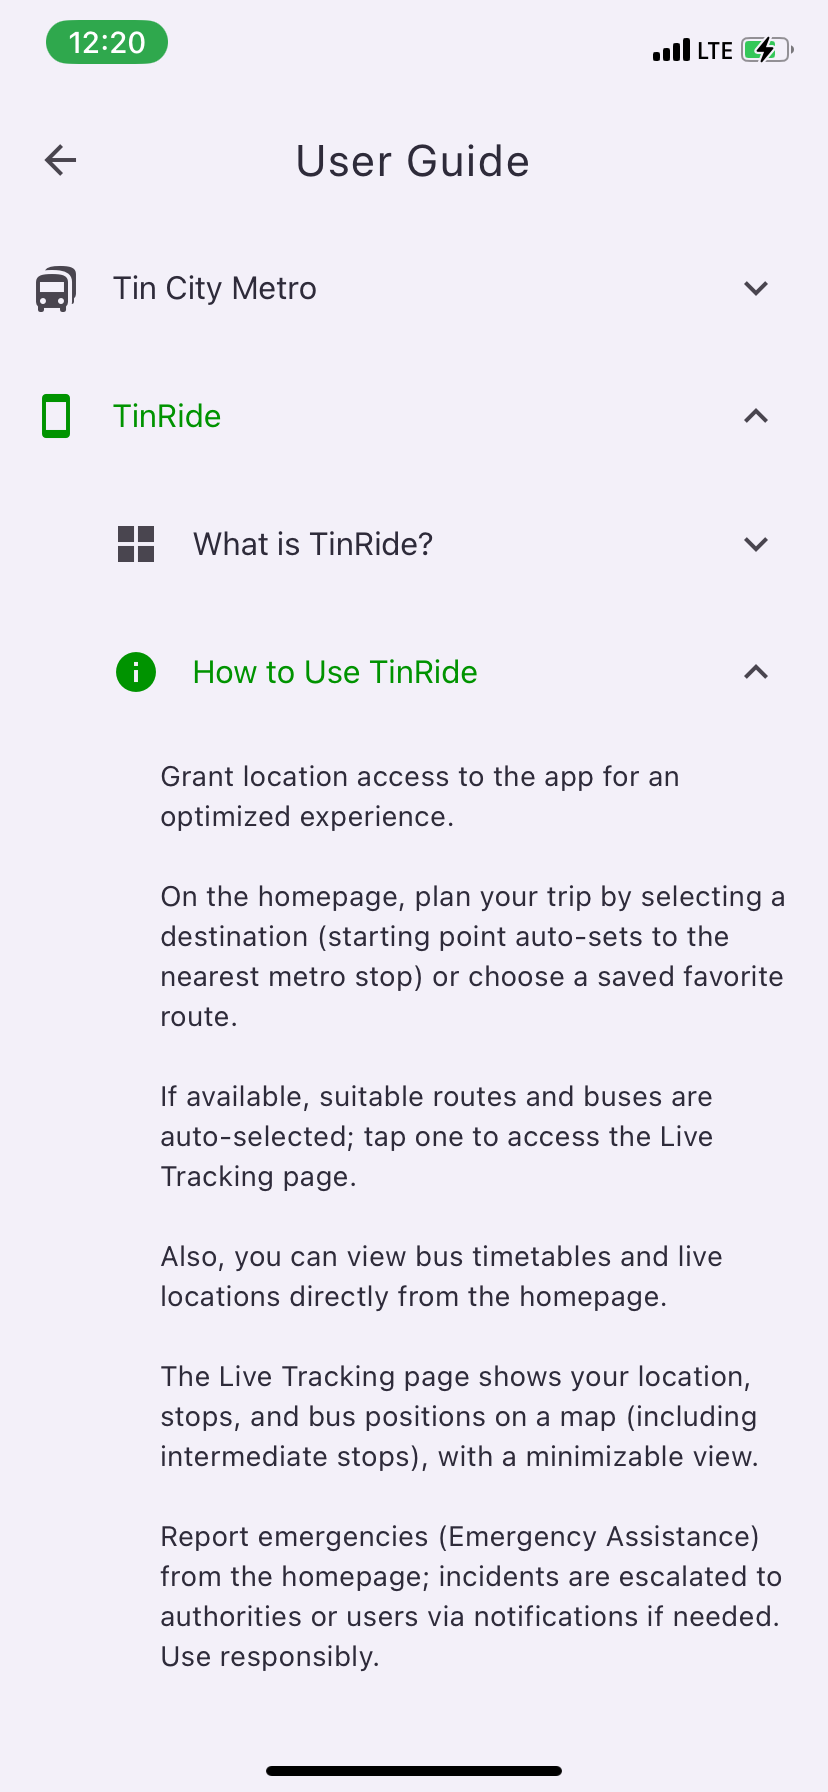 12:20
LTE
User Guide
Tin City Metro
TinRide
What is TinRide?
How to Use TinRide
Grant location access to the app for an
optimized experience.
On the homepage, plan your trip by selecting a
destination (starting point auto-sets to the
nearest metro stop) or choose a saved favorite
route.
If available, suitable routes and buses are
auto-selected; tap one to access the Live
Tracking page.
Also, you can view bus timetables and live
locations directly from the homepage.
The Live Tracking page shows your location,
stops, and bus positions on a map (including
intermediate stops), with a minimizable view.
Report emergencies (Emergency Assistance)
from the homepage; incidents are escalated to
authorities or users via notifications if needed.
Use responsibly.